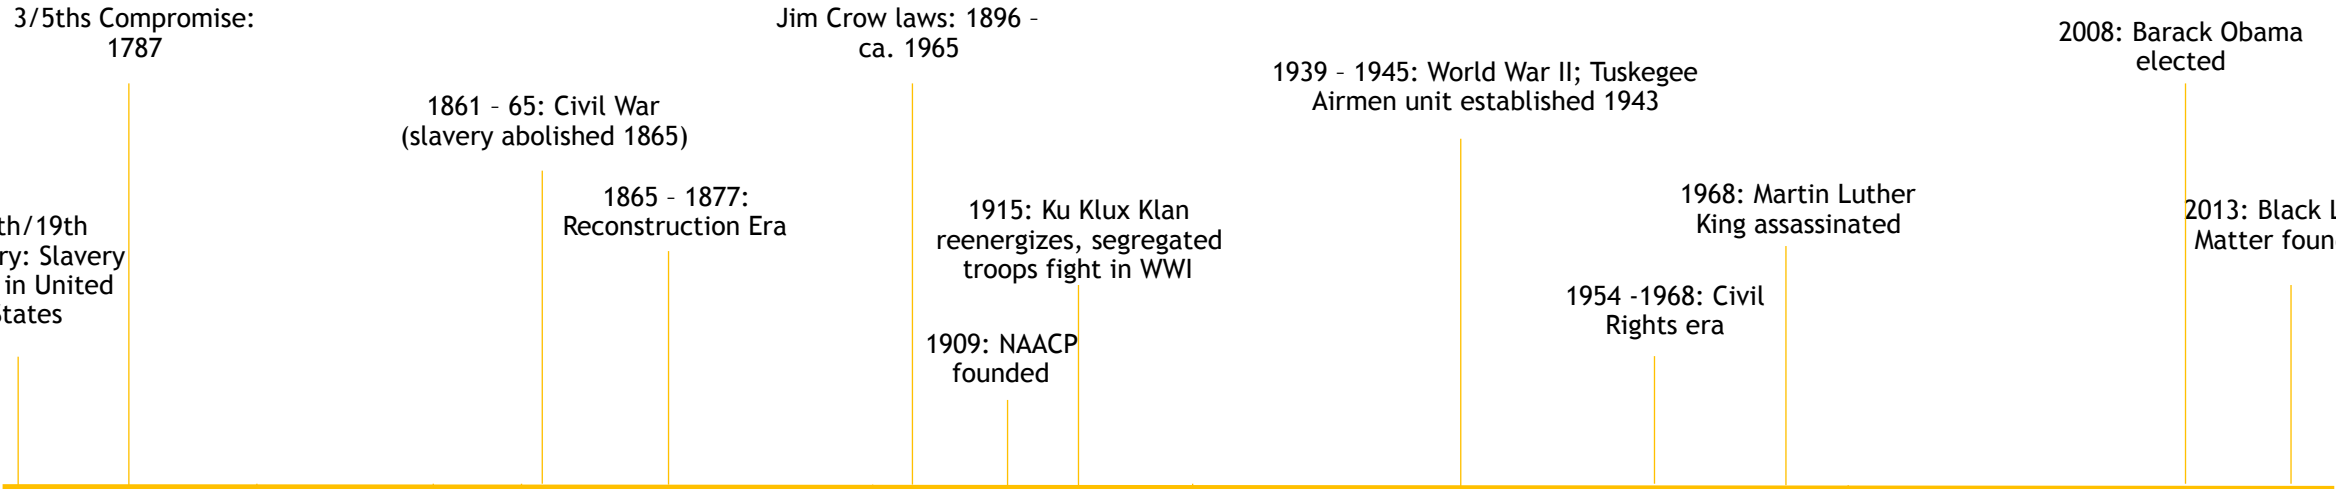 3/5ths Compromise:
1787
th/19th
ry: Slavery
in United
States
1861 – 65: Civil War
(slavery abolished 1865)
1865 – 1877:
Reconstruction Era
Jim Crow laws: 1896 –
ca. 1965
1909: NAACP
founded
1915: Ku Klux Klan
reenergizes, segregated
troops fight in WWI
1939 – 1945: World War II; Tuskegee
Airmen unit established 1943
1954 -1968: Civil
Rights era
1968: Martin Luther
King assassinated
2008: Barack Obama
elected
2013: Black L
Matter foun